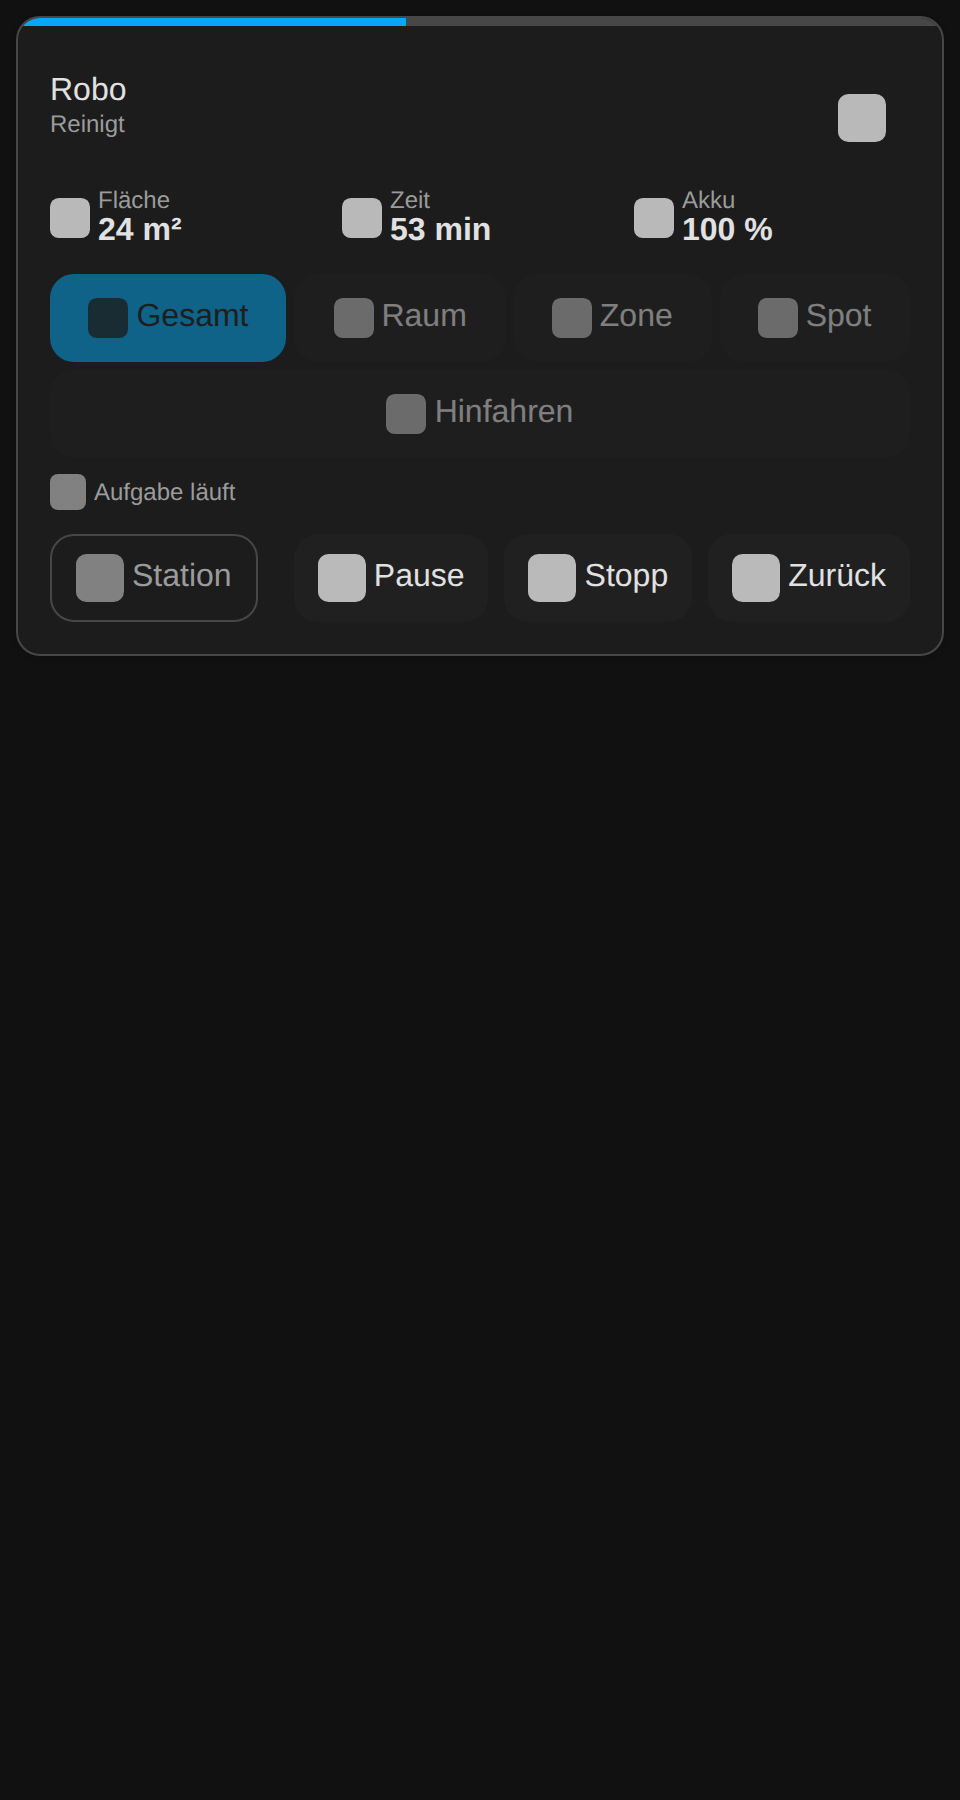 Robo
Reinigt
Fläche
24 m²
Zeit
53 min
Akku
100 %
Gesamt
Raum
Zone
Spot
Hinfahren
Aufgabe läuft
Station
Pause
Stopp
Zurück